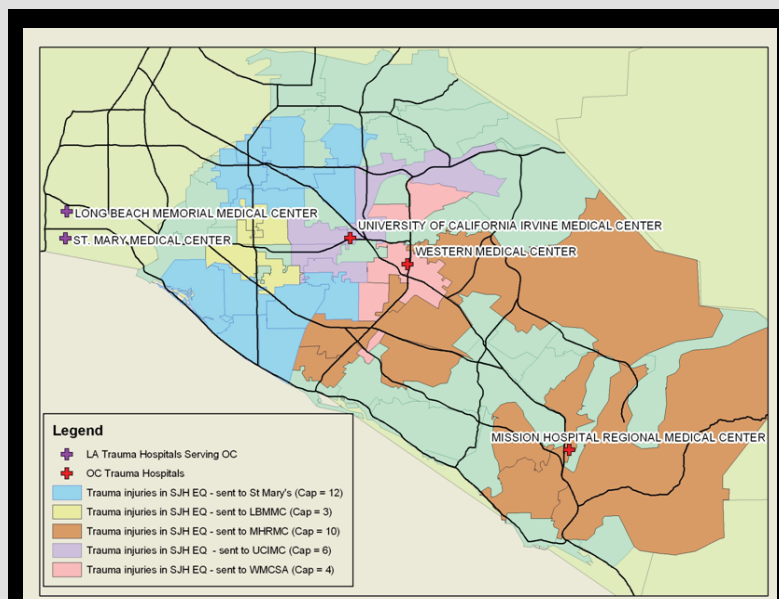 LONG BEACH MEMORIAL MEDICAL CENTER
UNIVERSITY OF CALIFORNIA IRVINE MEDICAL CENTER
ST. MARY MEDICAL CENTER
WESTERN MEDICAL CENTER
MISSION HOSPITAL REGIONAL MEDICAL CENTER
Legend
LA Trauma Hospitals Serving OC
OC Trauma Hospitals
Trauma injuries in SJH EQ - sent to St Mary's (Cap = 12)
Trauma injuries in SJH EQ - sent to LBMMC (Cap = 3)
Trauma injuries in SJH EQ - sent to MHRMC (Cap = 10)
Trauma injuries in SJH EQ - sent to UCIMC (Cap = 6)
Trauma injuries in SJH EQ - sent to WMCSA (Cap = 4)